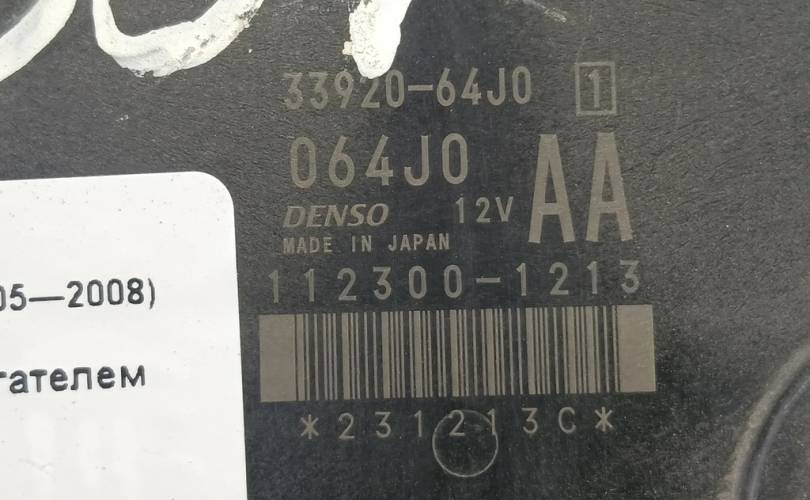 33920-64J0 1
064J0 AA
DENSO 12V
MADE IN JAPAN
112300-1213
*231213C*
05—2008)
гателем